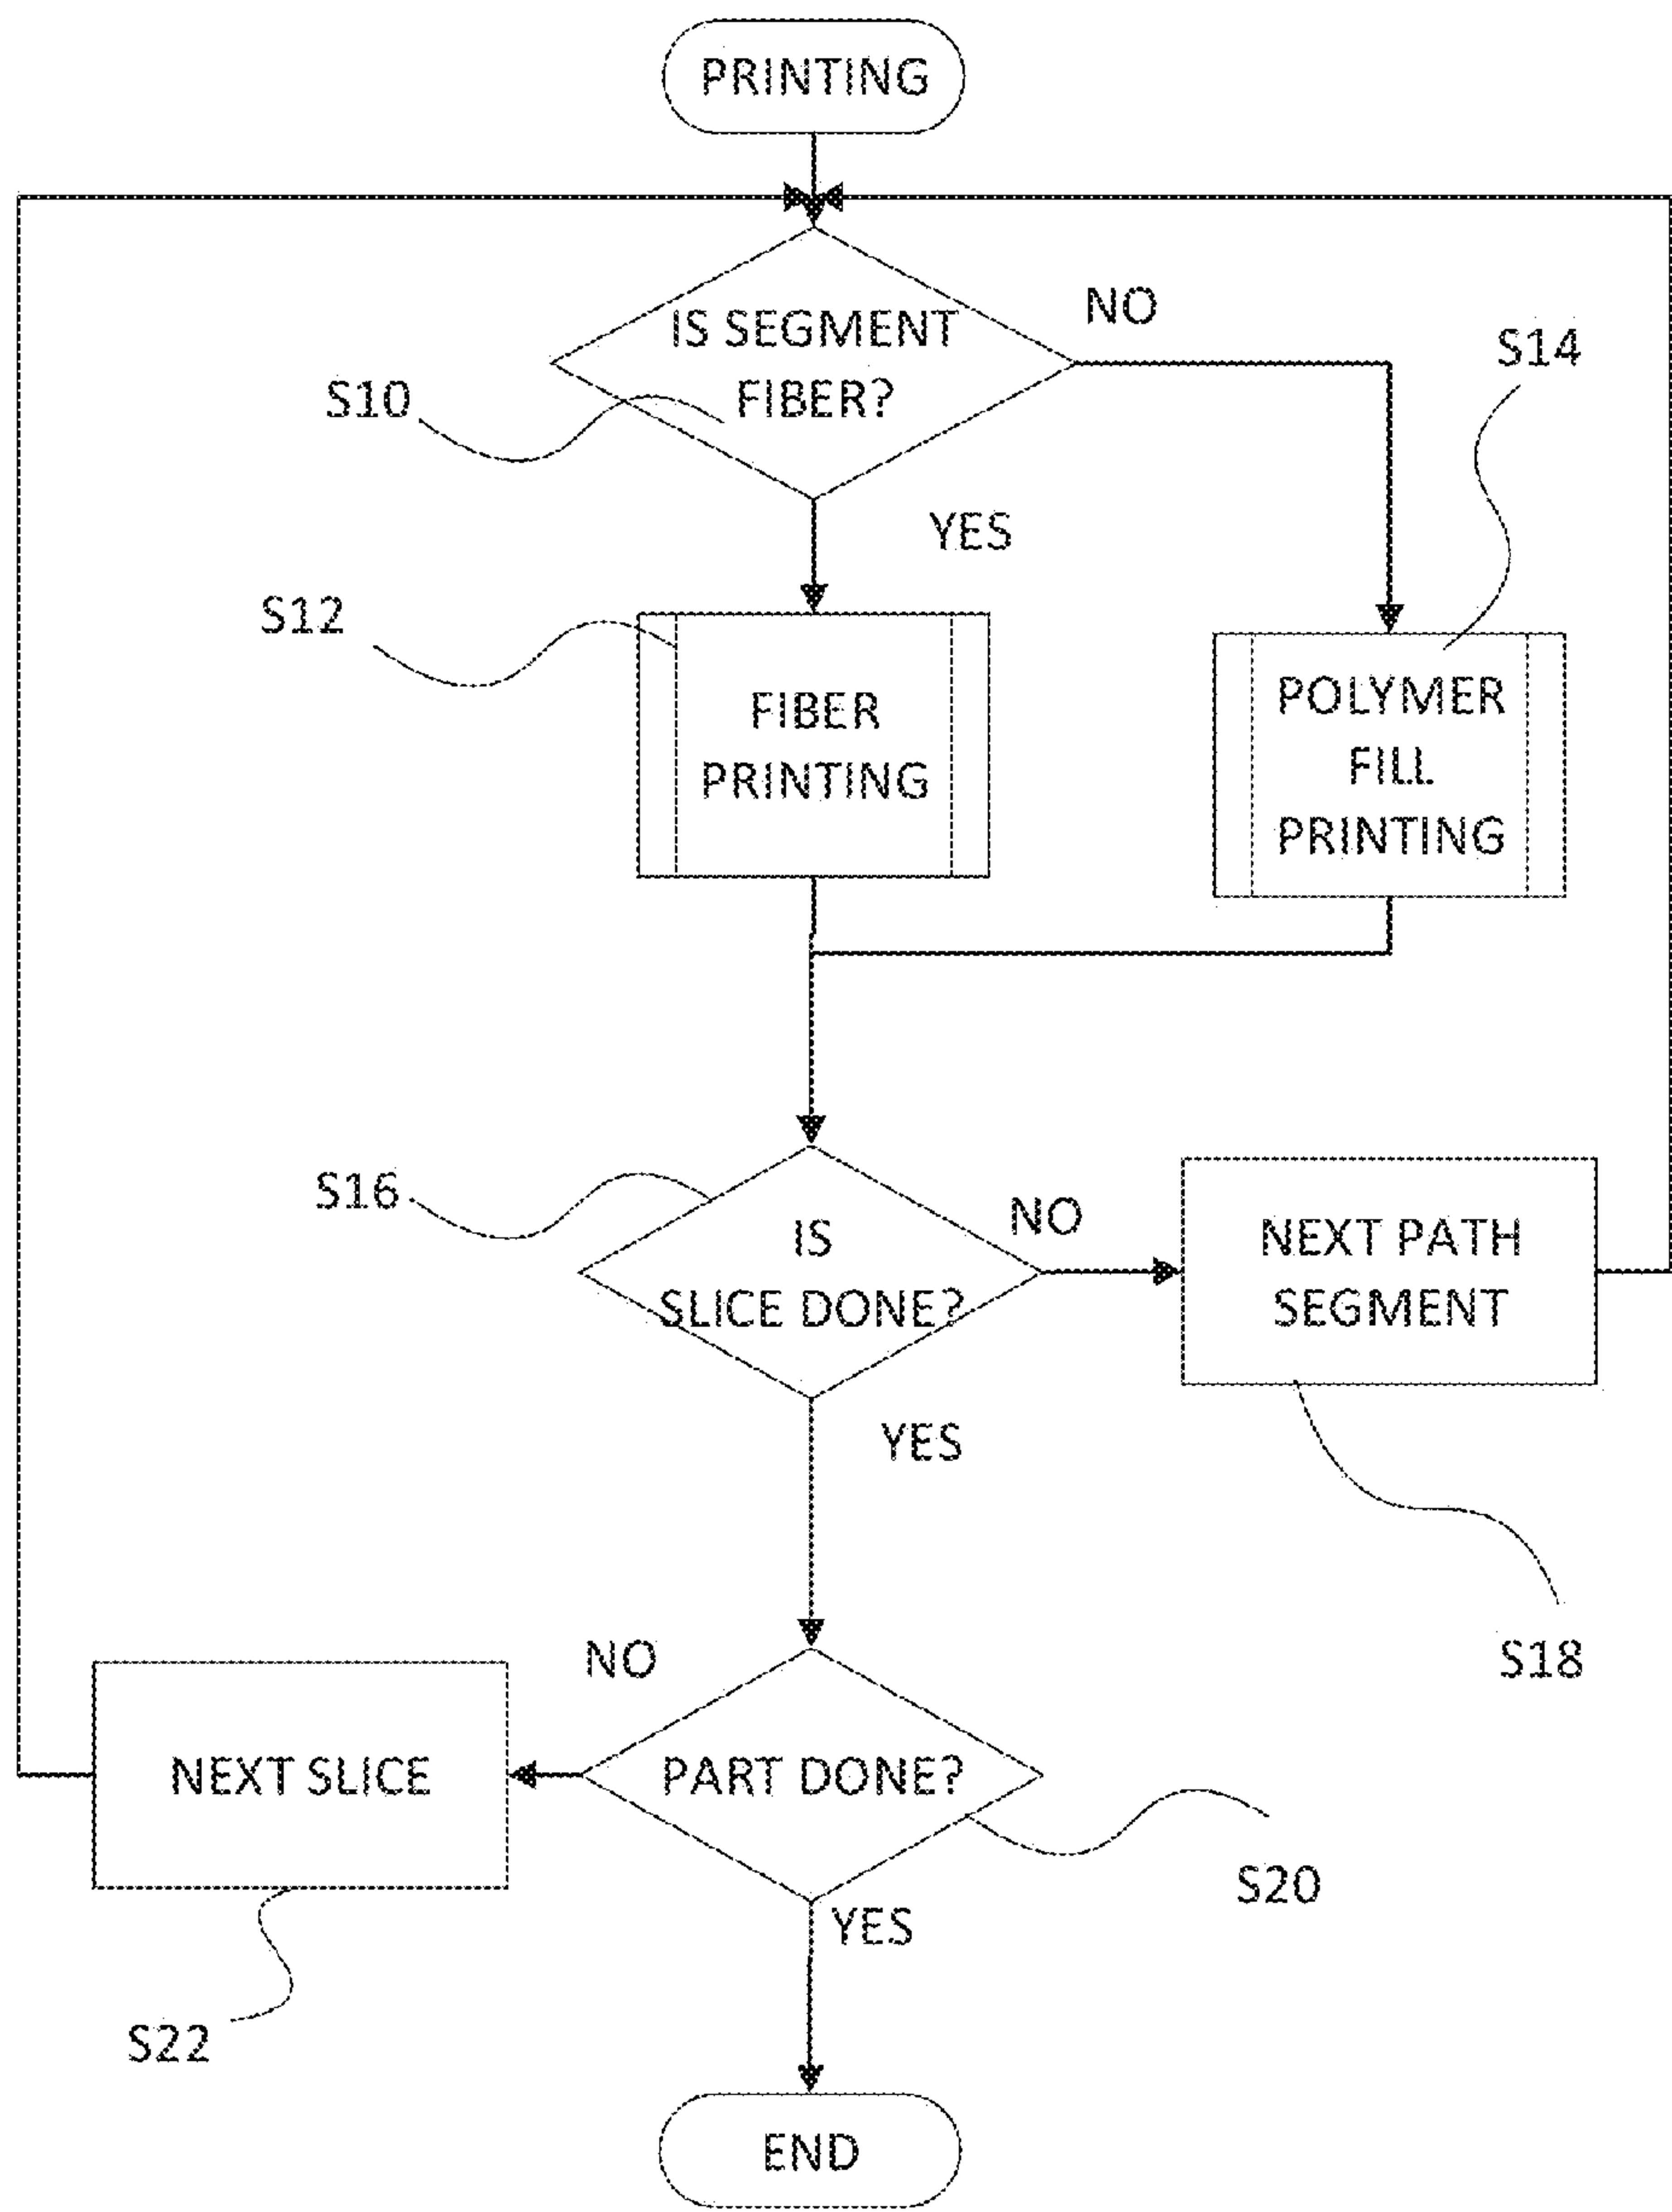 PRINTING
IS SEGMENT
FIBER?
NO
S10
S14
YES
S12
FIBER
PRINTING
POLYMER
FILL
PRINTING
S16
IS
SLICE DONE?
NO
NEXT PATH
SEGMENT
YES
S18
NO
NEXT SLICE
PART DONE?
S20
YES
S22
END